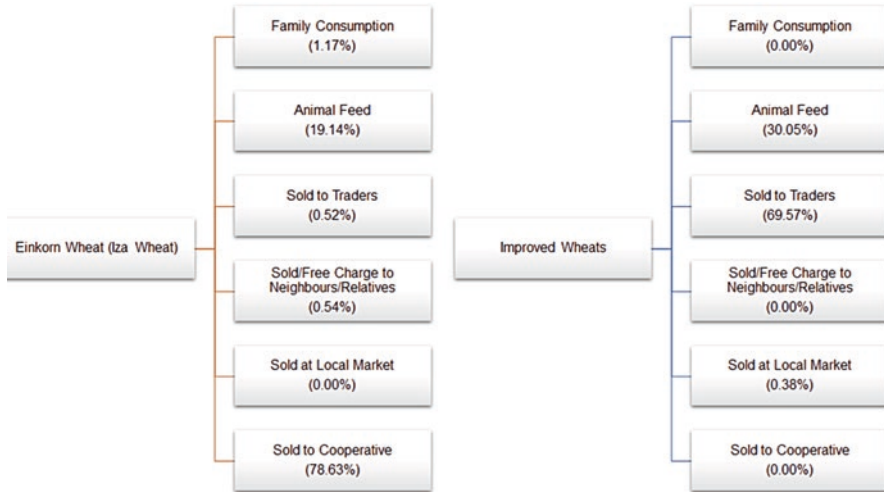 Einkorn Wheat (Iza Wheat)
Family Consumption
(1.17%)
Animal Feed
(19.14%)
Sold to Traders
(0.52%)
Sold/Free Charge to
Neighbours/Relatives
(0.54%)
Sold at Local Market
(0.00%)
Sold to Cooperative
(78.63%)
Improved Wheats
Family Consumption
(0.00%)
Animal Feed
(30.05%)
Sold to Traders
(69.57%)
Sold/Free Charge to
Neighbours/Relatives
(0.00%)
Sold at Local Market
(0.38%)
Sold to Cooperative
(0.00%)